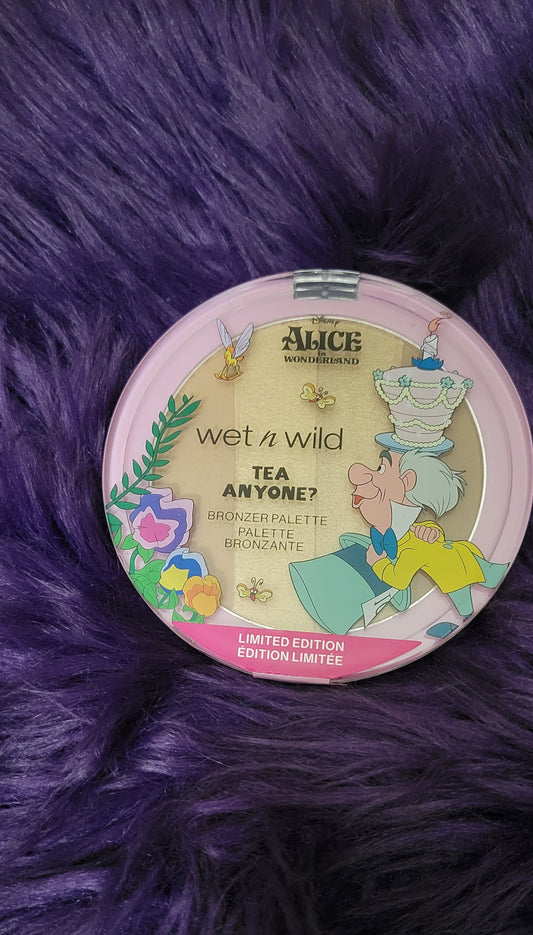 Disney
ALICE
in
WONDERLAND
wet n wild
TEA
ANYONE?
BRONZER PALETTE
PALETTE
BRONZANTE
LIMITED EDITION
ÉDITION LIMITÉE